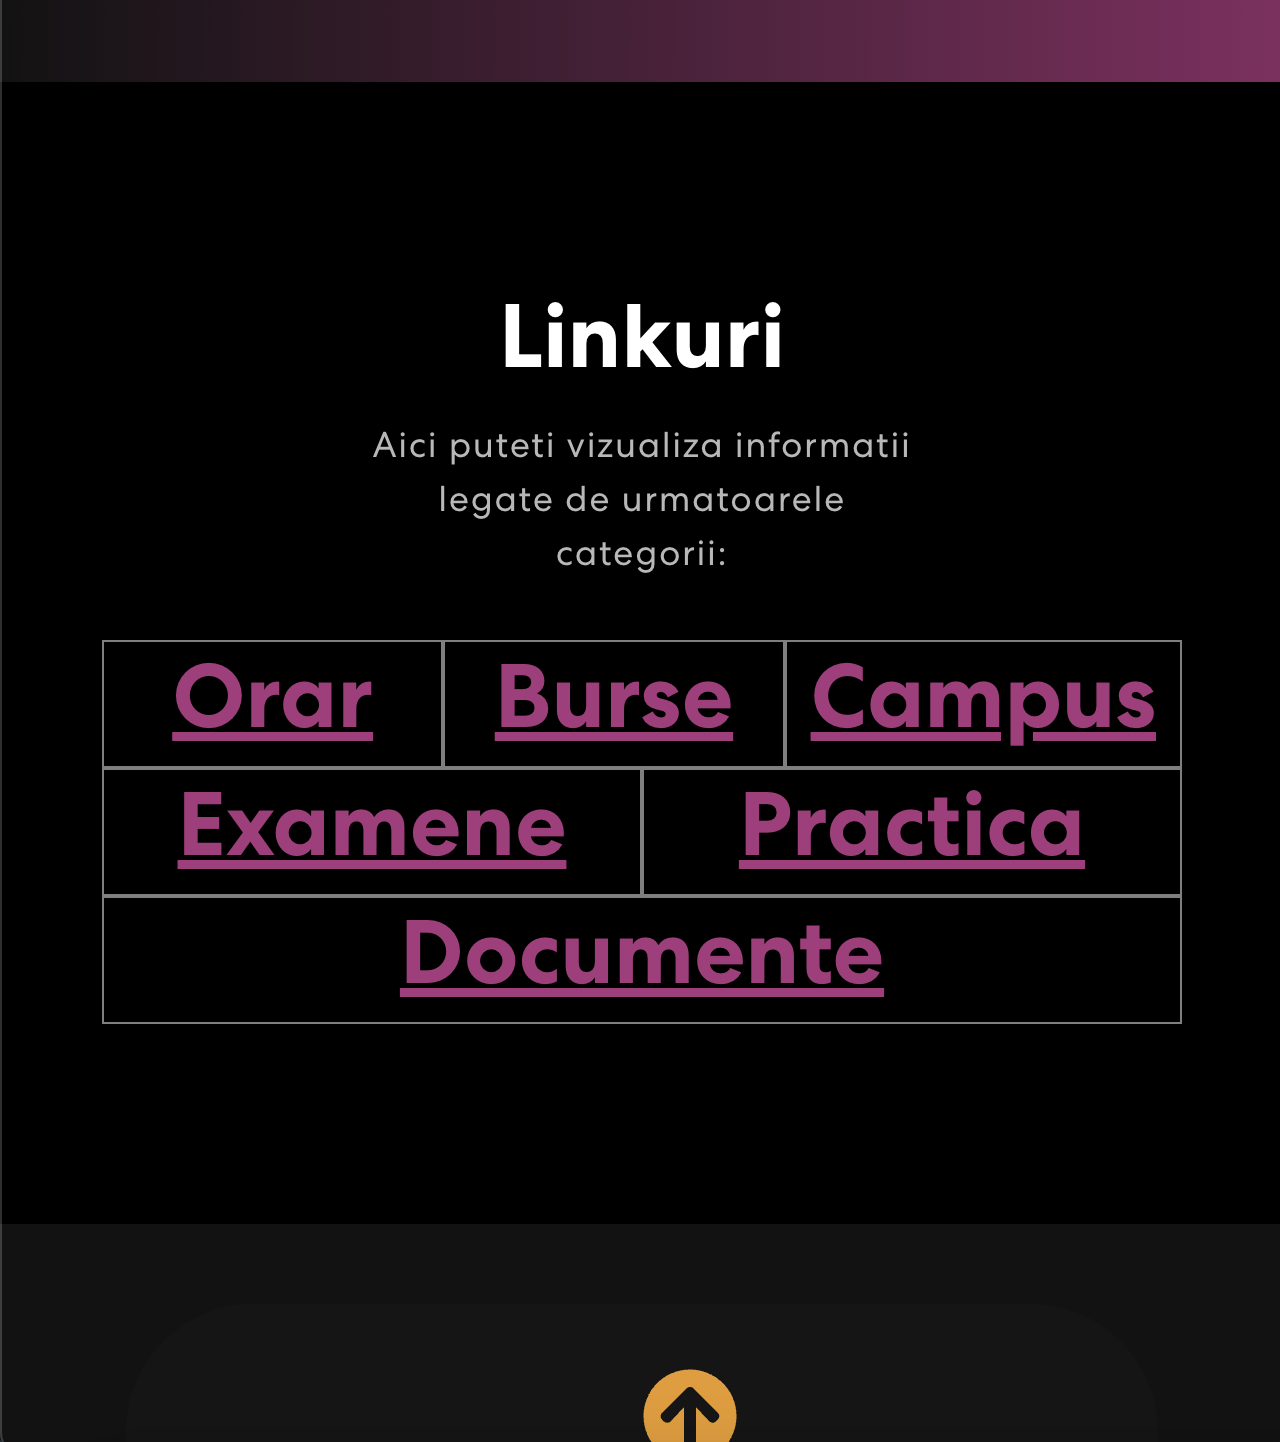 Linkuri
Aici puteti vizualiza informatii
legate de urmatoarele
categorii:
Orar Burse Campus
Examene Practica
Documente